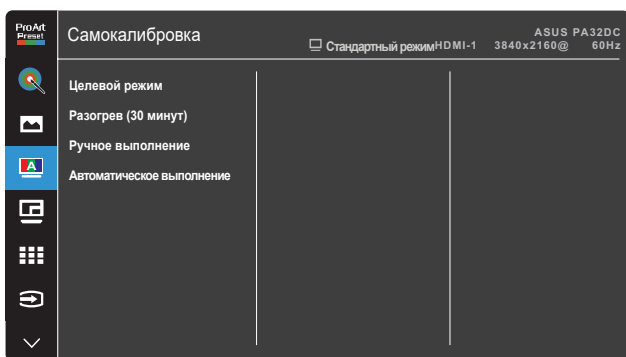 ProArt
Preset
Самокалибровка
Стандартный режим HDMI-1
ASUS PA32DC
3840x2160@ 60Hz
A
Целевой режим
Разогрев (30 минут)
Ручное выполнение
Автоматическое выполнение